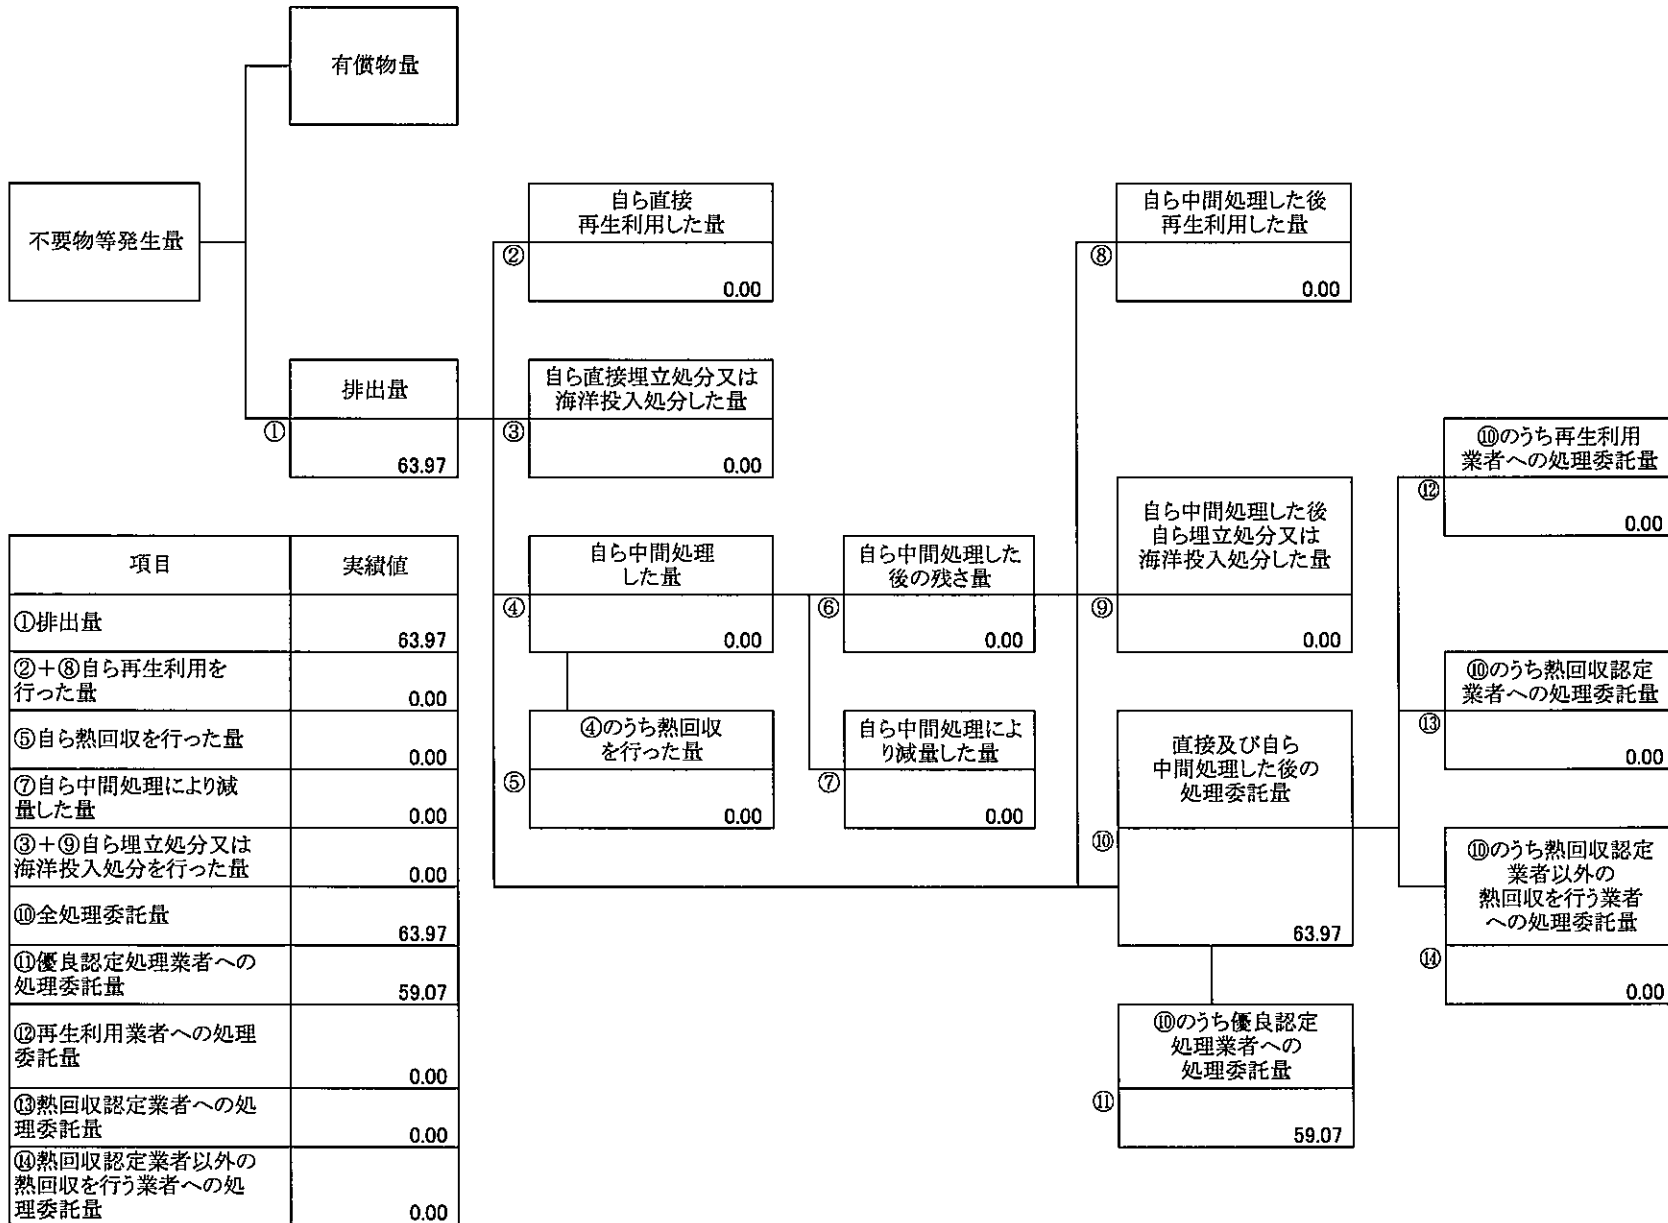 有償物量
不要物等発生量
自ら直接
再生利用した量
②
0.00
自ら中間処理した後
再生利用した量
⑧
0.00
排出量
①
63.97
自ら直接埋立処分又は
海洋投入処分した量
③
0.00
⑩のうち再生利用
業者への処理委託量
⑫
0.00
自ら中間処理
した量
④
0.00
自ら中間処理した
後の残さ量
⑥
0.00
自ら中間処理した後
自ら埋立処分又は
海洋投入処分した量
⑨
0.00
⑩のうち熱回収認定
業者への処理委託量
⑬
0.00
④のうち熱回収
を行った量
⑤
0.00
自ら中間処理によ
り減量した量
⑦
0.00
直接及び自ら
中間処理した後の
処理委託量
⑩
63.97
⑩のうち熱回収認定
業者以外の
熱回収を行う業者
への処理委託量
⑭
0.00
⑩のうち優良認定
処理業者への
処理委託量
⑪
59.07
項目 実績値
①排出量 63.97
②+⑧自ら再生利用を
行った量 0.00
⑤自ら熱回収を行った量 0.00
⑦自ら中間処理により減
量した量 0.00
③+⑨自ら埋立処分又は
海洋投入処分を行った量 0.00
⑩全処理委託量 63.97
⑪優良認定処理業者への
処理委託量 59.07
⑫再生利用業者への処理
委託量 0.00
⑬熱回収認定業者への処
理委託量 0.00
⑭熱回収認定業者以外の
熱回収を行う業者への処
理委託量 0.00